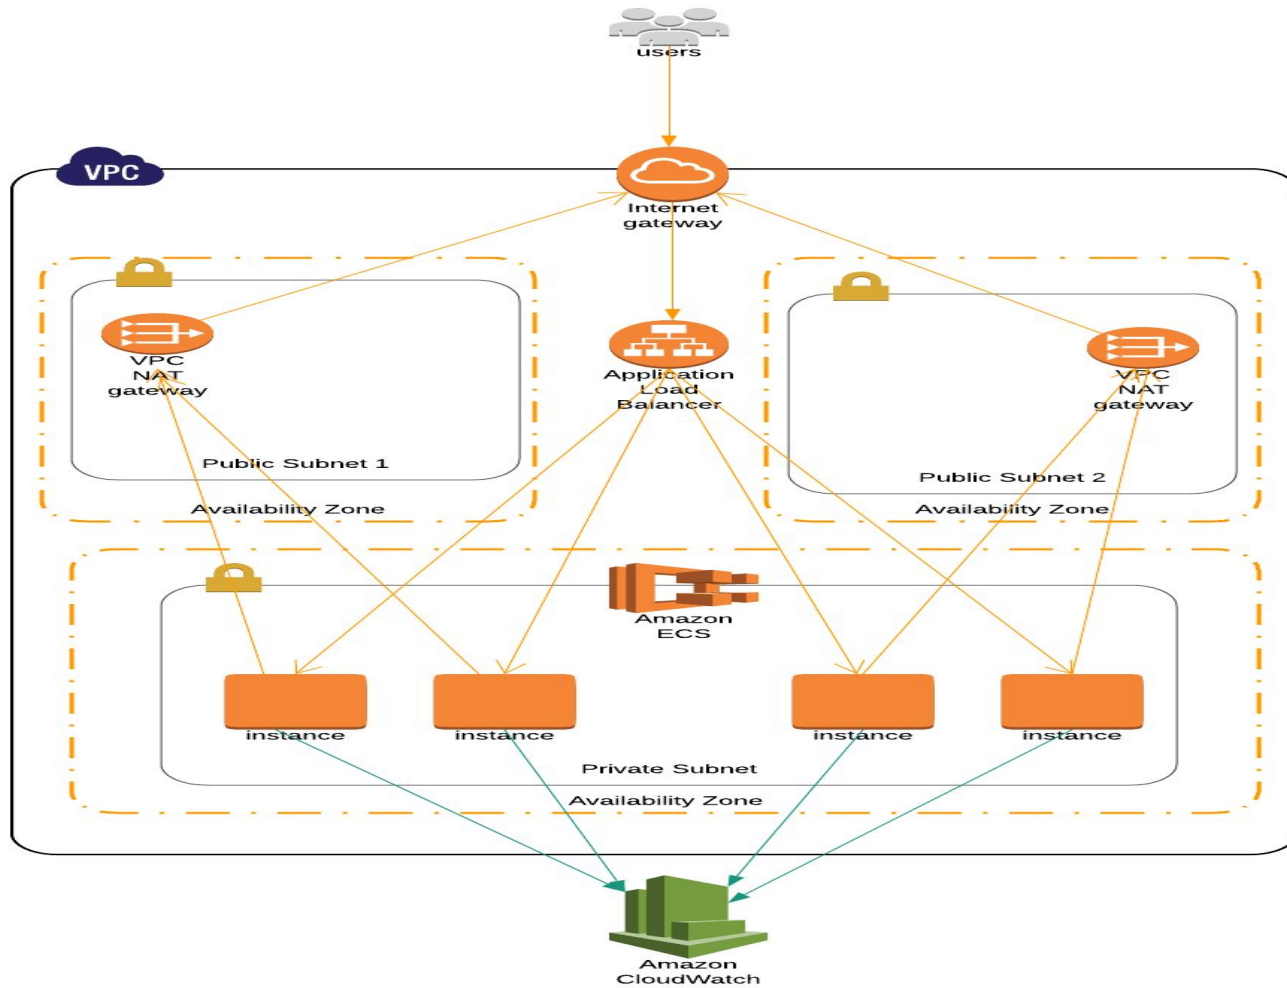 users
VPC
Internet
gateway
VPC
NAT
gateway
Application
Load
Balancer
VPC
NAT
gateway
Public Subnet 1
Public Subnet 2
Availability Zone
Availability Zone
Amazon
ECS
instance
instance
instance
instance
Private Subnet
Availability Zone
Amazon
CloudWatch